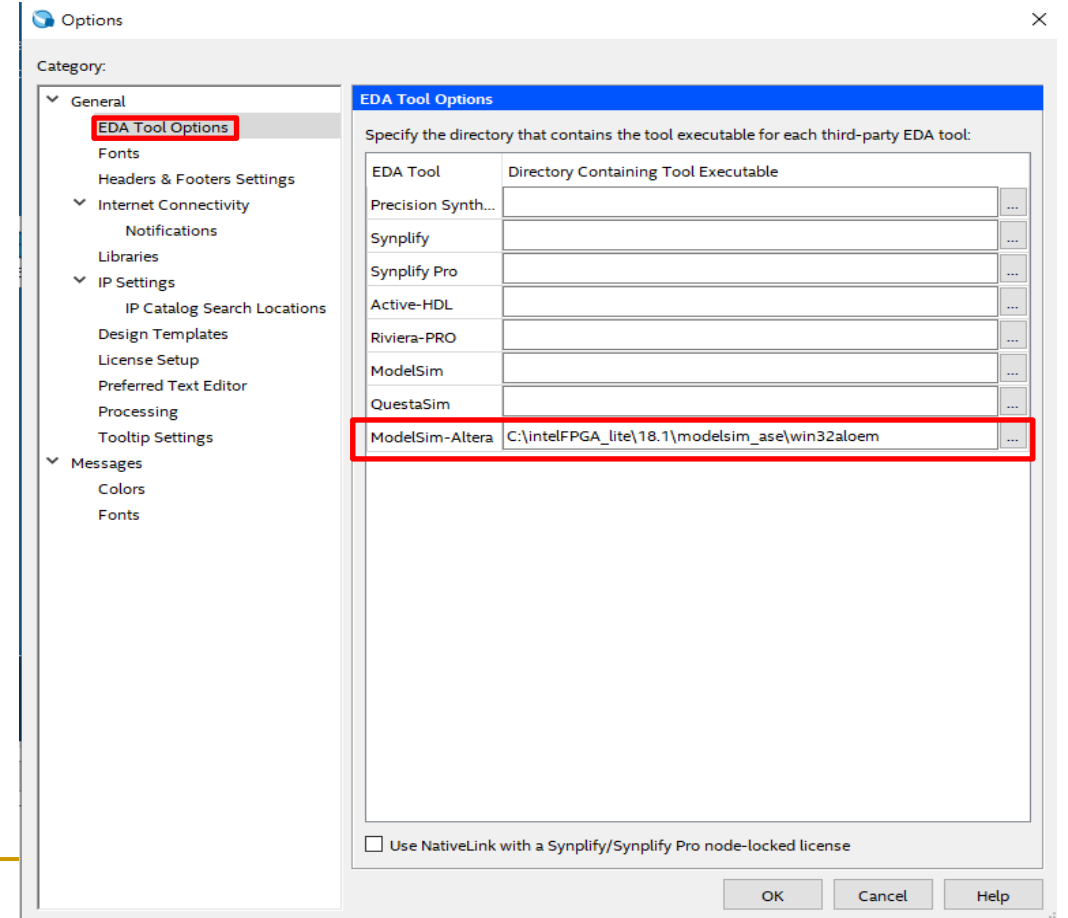 Options
Category:
General
EDA Tool Options
Fonts
Headers & Footers Settings
Internet Connectivity
Notifications
Libraries
IP Settings
IP Catalog Search Locations
Design Templates
License Setup
Preferred Text Editor
Processing
Tooltip Settings
Messages
Colors
Fonts
EDA Tool Options
Specify the directory that contains the tool executable for each third-party EDA tool:
EDA Tool Directory Containing Tool Executable
Precision Synth... ...
Synplify ...
Synplify Pro ...
Active-HDL ...
Riviera-PRO ...
ModelSim ...
QuestaSim ...
ModelSim-Altera C:\intelFPGA_lite\18.1\modelsim_ase\win32aloem ...
Use NativeLink with a Synplify/Synplify Pro node-locked license
OK Cancel Help